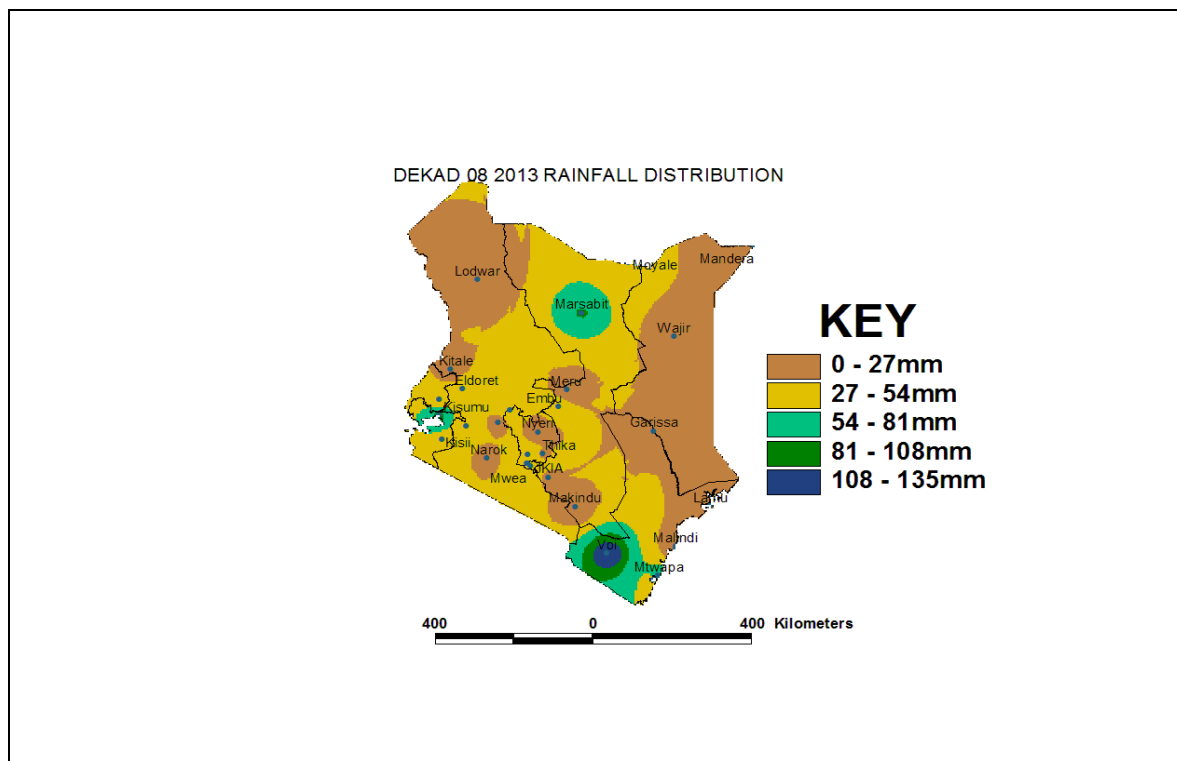 DEKAD 08 2013 RAINFALL DISTRIBUTION
Moyale
Mandera
Lodwar
Marsabit
Wajir
Kitale
Eldoret
Meru
Kisumu
Embu
Nyeri
Garissa
Kisii
Narok
Thika
JKIA
Mwea
Makindu
Lamu
Voi
Malindi
Mtwapa
KEY
0 - 27mm
27 - 54mm
54 - 81mm
81 - 108mm
108 - 135mm
400 0 400 Kilometers